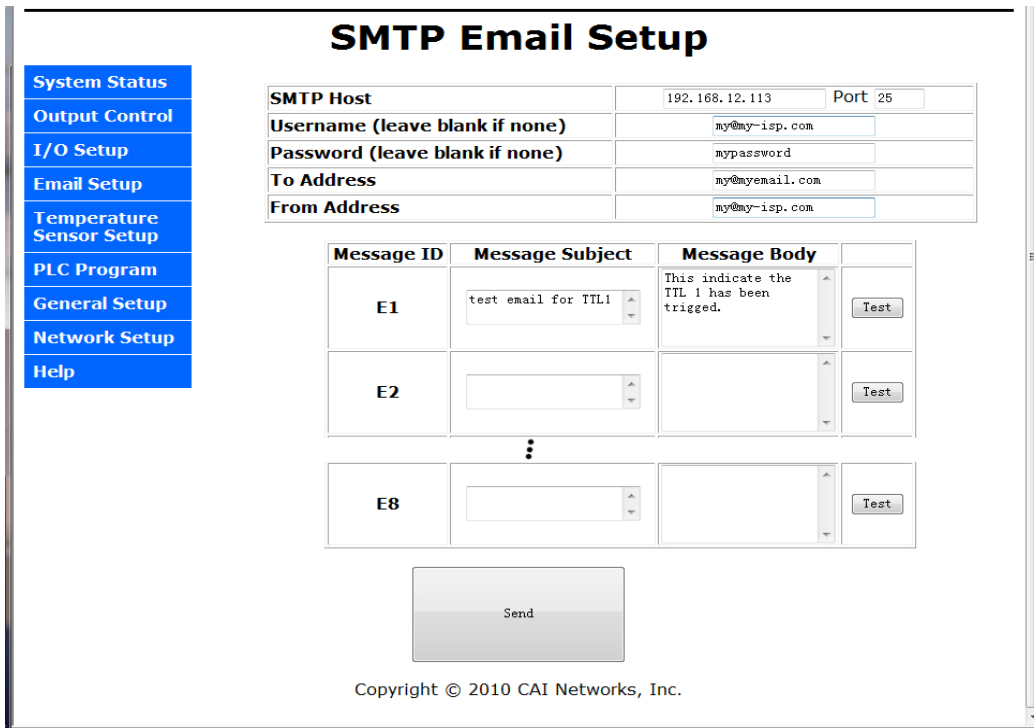 SMTP Email Setup
System Status
Output Control
I/O Setup
Email Setup
Temperature
Sensor Setup
PLC Program
General Setup
Network Setup
Help
SMTP Host 192.168.12.113 Port 25
Username (leave blank if none) my@my-isp.com
Password (leave blank if none) mypassword
To Address my@myemail.com
From Address my@my-isp.com
Message ID Message Subject Message Body
E1 test email for TTL1 This indicate the
TTL 1 has been
trigged.
Test
E2 Test
E8 Test
Send
Copyright © 2010 CAI Networks, Inc.